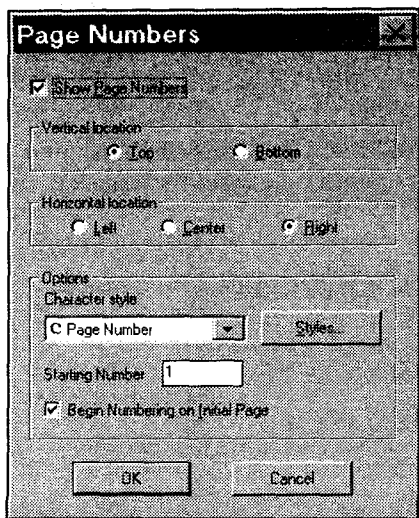 Page Numbers
Show Page Numbers
Vertical location
Top Bottom
Horizontal location
Left Center Right
Options
Character style
C Page Number Styles...
Starting Number 1
Begin Numbering on Initial Page
OK Cancel